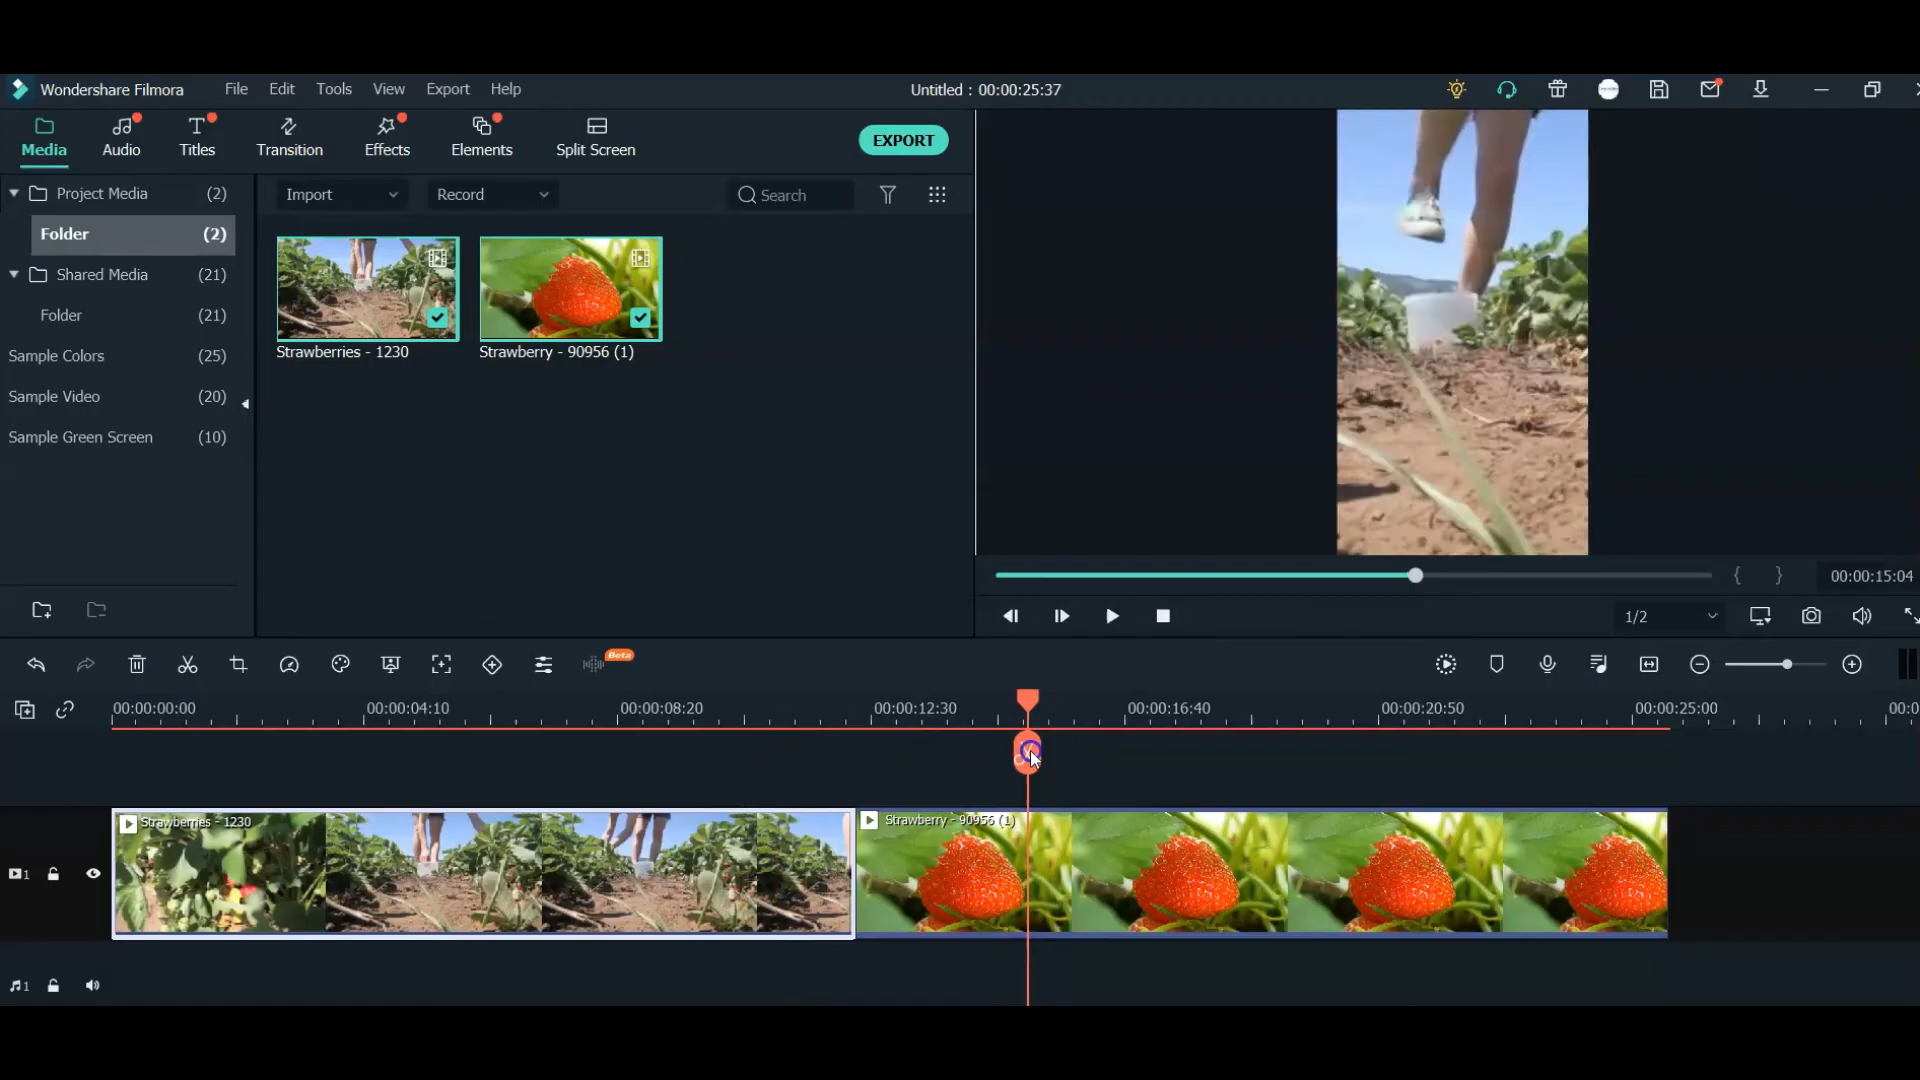 Wondershare Filmora File Edit Tools View Export Help Untitled : 00:00:25:37
Media Audio Titles Transition Effects Elements Split Screen EXPORT
Project Media (2)
Folder (2)
Shared Media (21)
Folder (21)
Sample Colors (25)
Sample Video (20)
Sample Green Screen (10)
Import Record Search
Strawberries - 1230 Strawberry - 90956 (1)
00:00:15:04
1/2
Beta
00:00:00:00 00:00:04:10 00:00:08:20 00:00:12:30 00:00:16:40 00:00:20:50 00:00:25:00 00:0
Strawberries - 1230 Strawberry - 90956 (1)
1
1